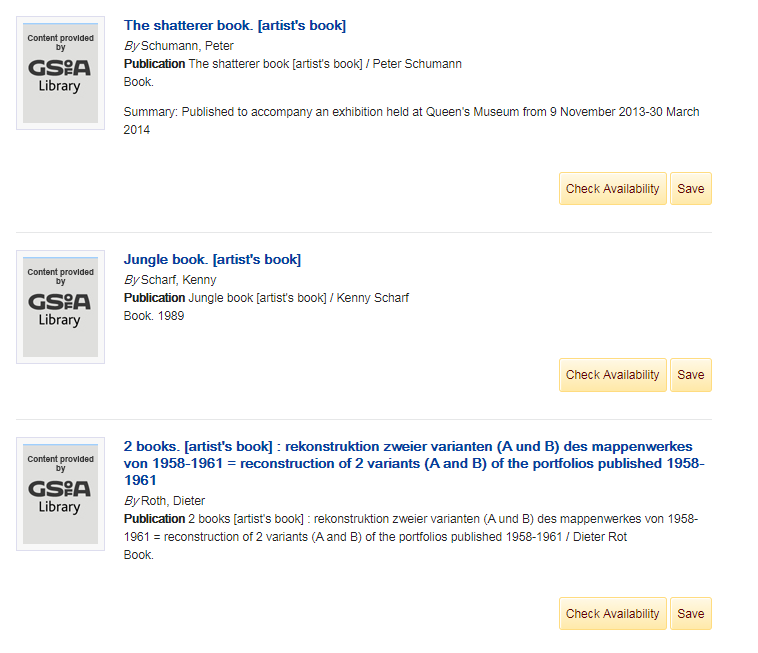 Content provided
by
GSofA
Library
The shatterer book. [artist's book]
By Schumann, Peter
Publication The shatterer book [artist's book] / Peter Schumann
Book.
Summary: Published to accompany an exhibition held at Queen's Museum from 9 November 2013-30 March
2014
Check Availability Save
Content provided
by
GSofA
Library
Jungle book. [artist's book]
By Scharf, Kenny
Publication Jungle book [artist's book] / Kenny Scharf
Book. 1989
Check Availability Save
Content provided
by
GSofA
Library
2 books. [artist's book] : rekonstruktion zweier varianten (A und B) des mappenwerkes
von 1958-1961 = reconstruction of 2 variants (A and B) of the portfolios published 1958-
1961
By Roth, Dieter
Publication 2 books [artist's book] : rekonstruktion zweier varianten (A und B) des mappenwerkes von 1958-
1961 = reconstruction of 2 variants (A and B) of the portfolios published 1958-1961 / Dieter Rot
Book.
Check Availability Save